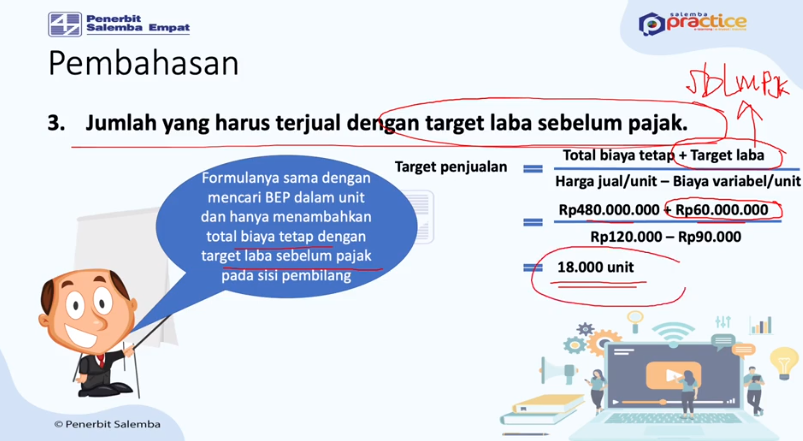 Penerbit
Salemba Empat
salemba
practice
Pembahasan
sblm pjk
3. Jumlah yang harus terjual dengan target laba sebelum pajak.
Formulanya sama dengan
mencari BEP dalam unit
dan hanya menambahkan
total biaya tetap dengan
target laba sebelum pajak
pada sisi pembilang
Target penjualan = Total biaya tetap + Target laba
Harga jual/unit – Biaya variabel/unit
= Rp480.000.000 + Rp60.000.000
Rp120.000 – Rp90.000
= 18.000 unit
© Penerbit Salemba